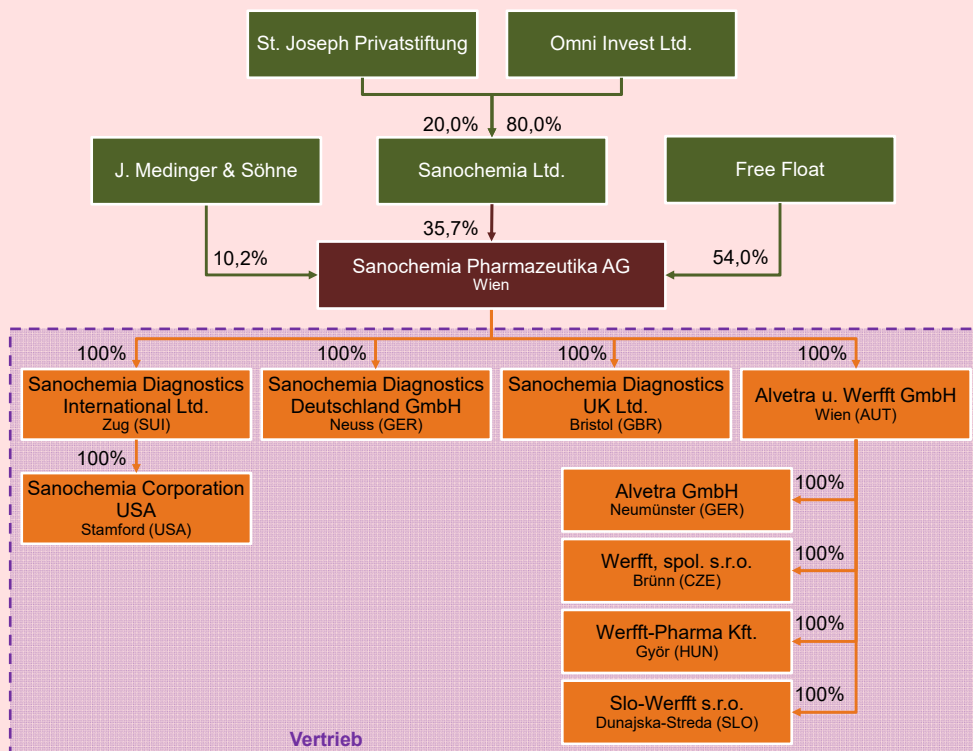 St. Joseph Privatstiftung
Omni Invest Ltd.
20,0%
80,0%
J. Medinger & Söhne
Sanochemia Ltd.
Free Float
10,2%
35,7%
54,0%
Sanochemia Pharmazeutika AG
Wien
100%
100%
100%
100%
Sanochemia Diagnostics
International Ltd.
Zug (SUI)
Sanochemia Diagnostics
Deutschland GmbH
Neuss (GER)
Sanochemia Diagnostics
UK Ltd.
Bristol (GBR)
Alvetra u. Werfft GmbH
Wien (AUT)
100%
Sanochemia Corporation
USA
Stamford (USA)
Alvetra GmbH
Neumünster (GER)
100%
Werfft, spol. s.r.o.
Brünn (CZE)
100%
Werfft-Pharma Kft.
Györ (HUN)
100%
Slo-Werfft s.r.o.
Dunajska-Streda (SLO)
100%
Vertrieb